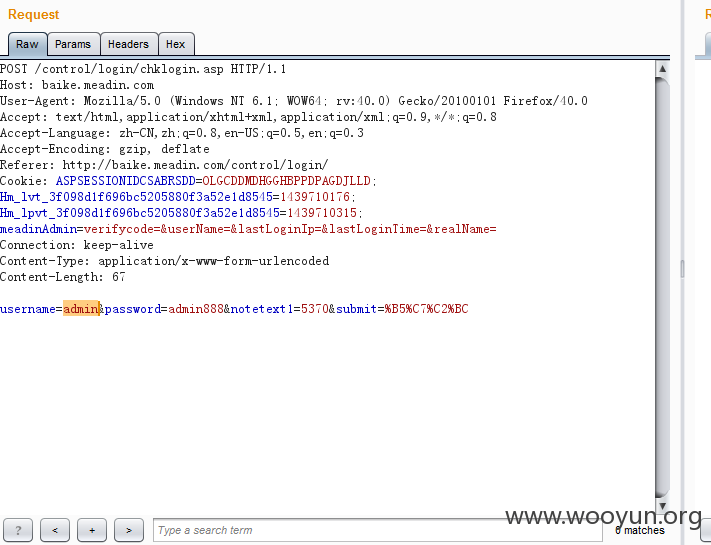 Request
R
Raw Params Headers Hex
POST /control/login/chklogin.asp HTTP/1.1
Host: baike.meadin.com
User-Agent: Mozilla/5.0 (Windows NT 6.1; WOW64; rv:40.0) Gecko/20100101 Firefox/40.0
Accept: text/html,application/xhtml+xml,application/xml;q=0.9,*/*;q=0.8
Accept-Language: zh-CN,zh;q=0.8,en-US;q=0.5,en;q=0.3
Accept-Encoding: gzip, deflate
Referer: http://baike.meadin.com/control/login/
Cookie: ASPSESSIONIDCSABRSDD=OLGCDDMDHGGHBPPDPAGDJLLD;
Hm_lvt_3f098d1f696bc5205880f3a52e1d8545=1439710176;
Hm_lpvt_3f098d1f696bc5205880f3a52e1d8545=1439710315;
meadinAdmin=verifycode=&userName=&lastLoginIp=&lastLoginTime=&realName=
Connection: keep-alive
Content-Type: application/x-www-form-urlencoded
Content-Length: 67
username=admin&password=admin888&notetext1=5370&submit=%B5%C7%C2%BC
? < + > Type a search term 0 matches
www.wooyun.org